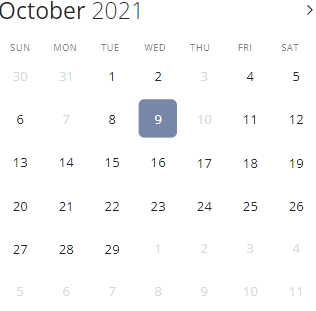 October 2021
SUN MON TUE WED THU FRI SAT
30 31 1 2 3 4 5
6 7 8 9 10 11 12
13 14 15 16 17 18 19
20 21 22 23 24 25 26
27 28 29 1 2 3 4
5 6 7 8 9 10 11